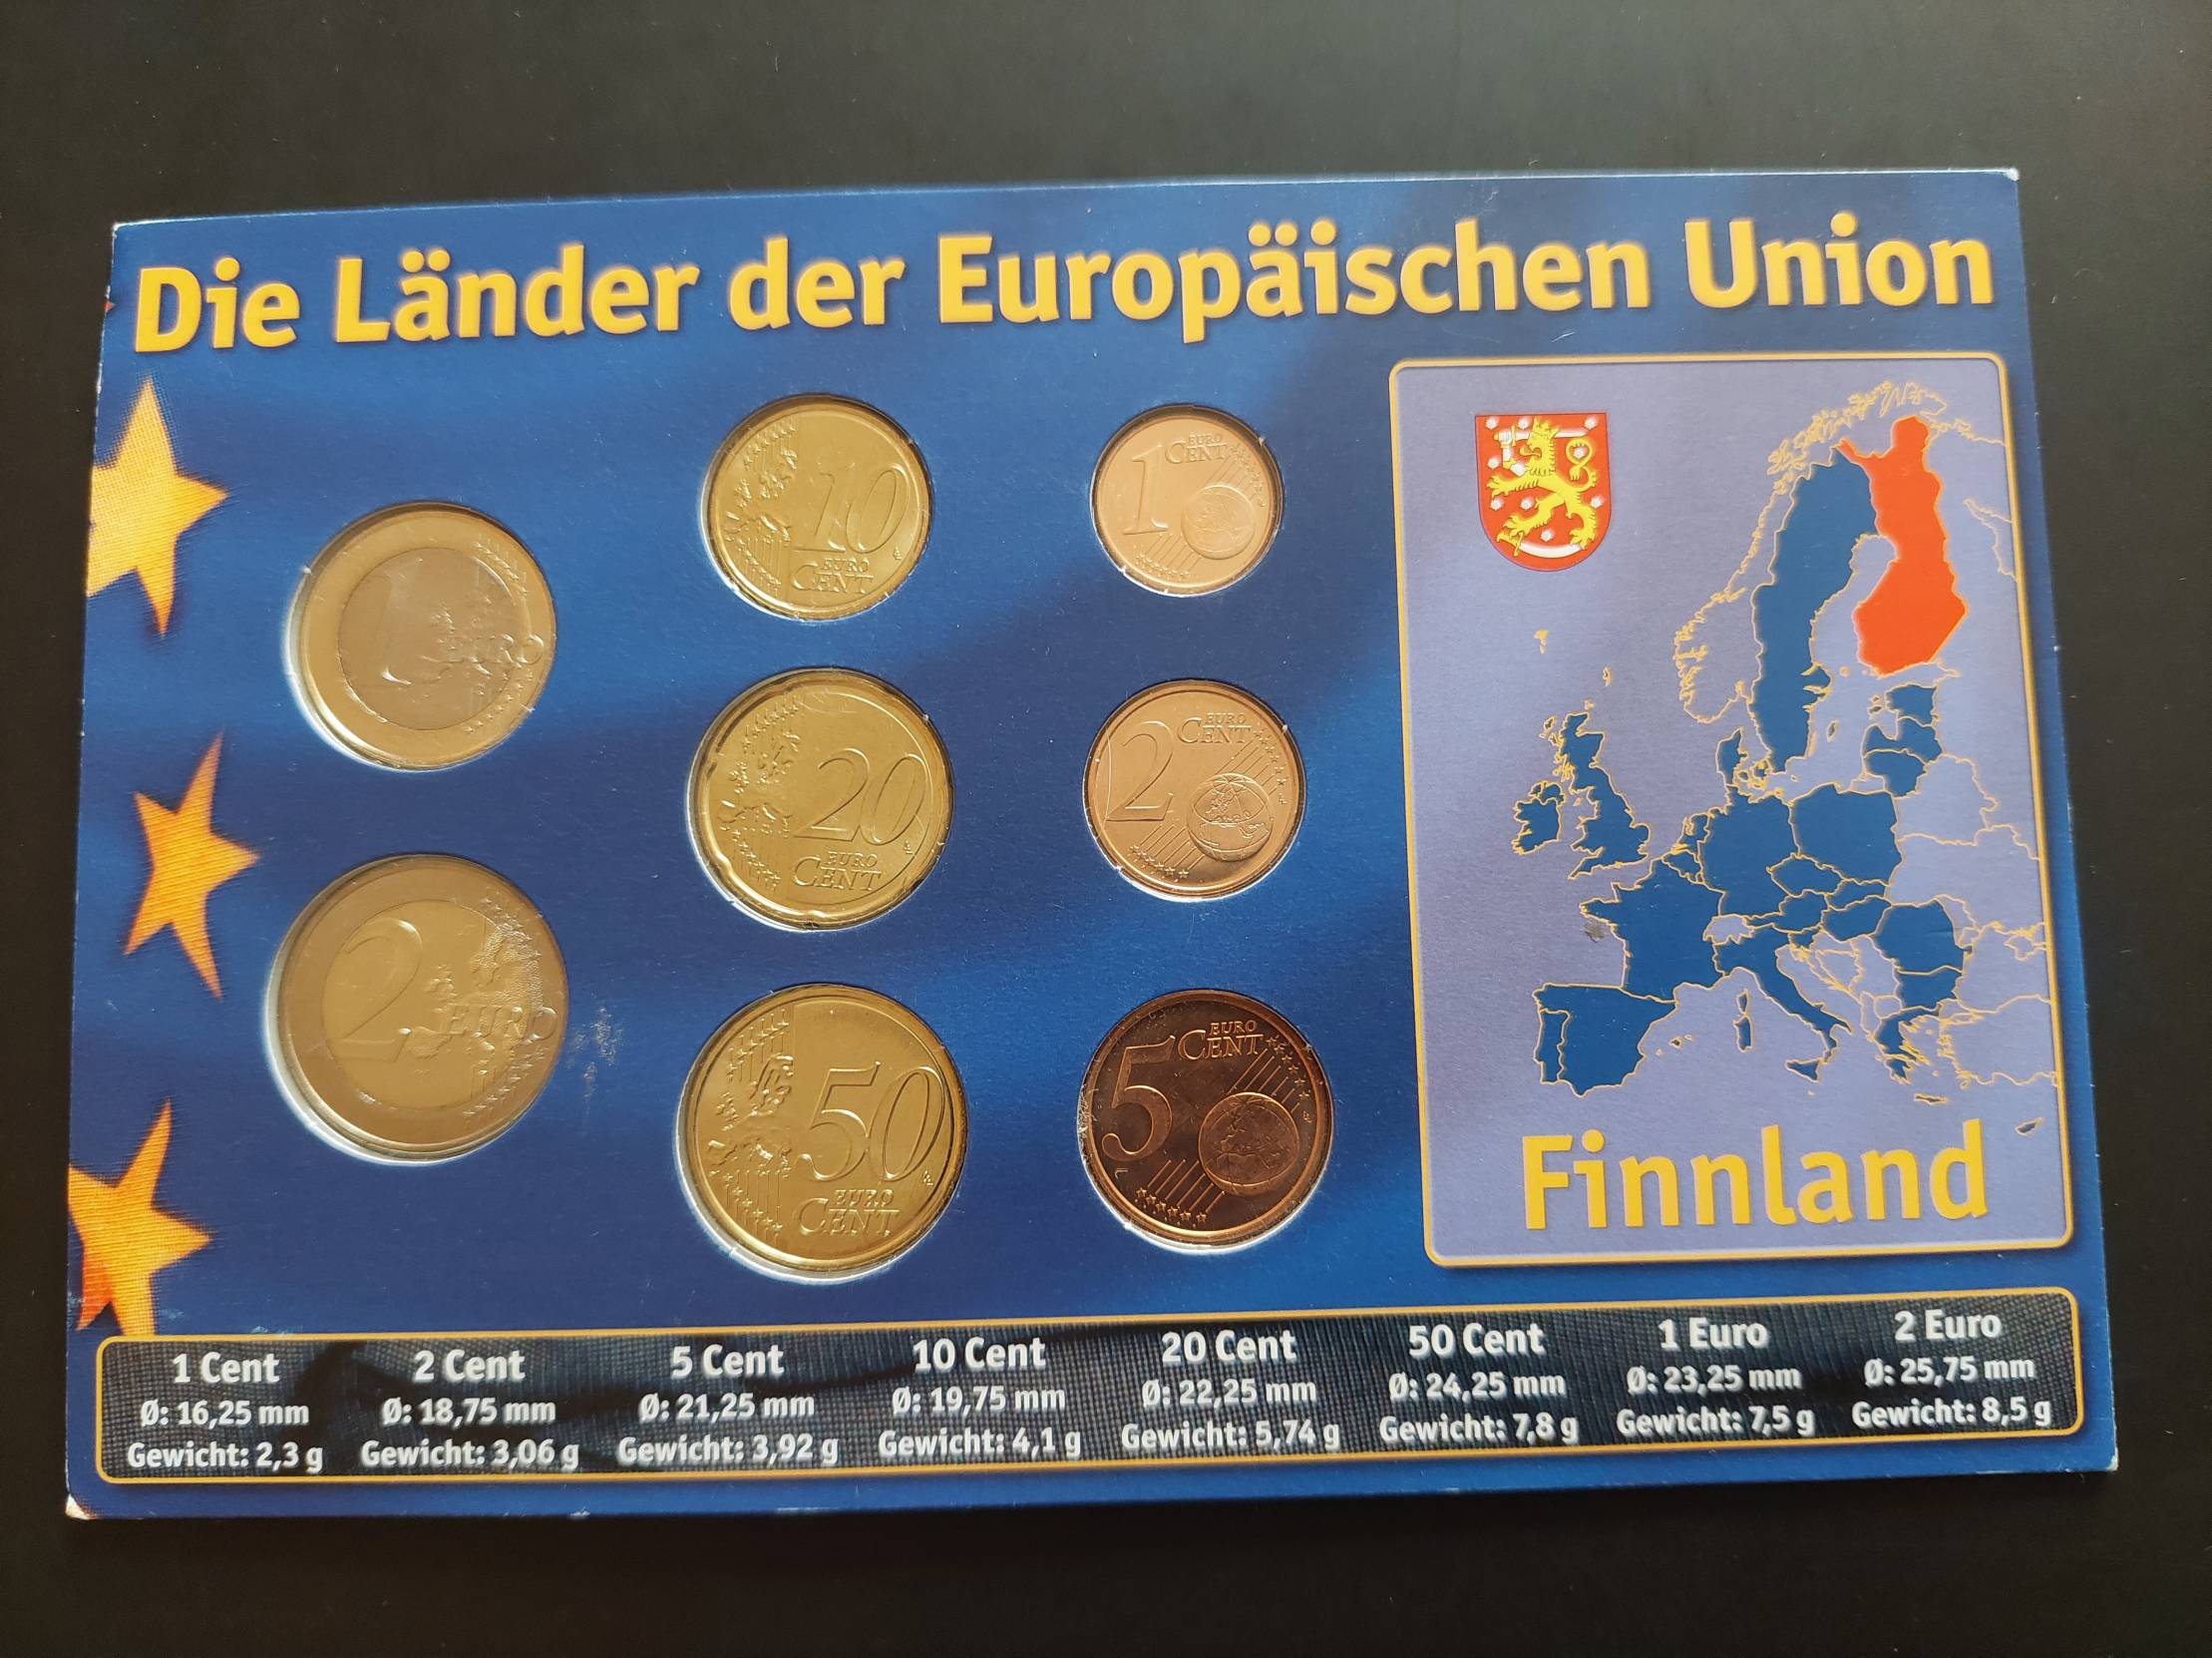 Die Länder der Europäischen Union
1
EURO
2
EURO
10
EURO
CENT
20
EURO
CENT
50
EURO
CENT
1
EURO
CENT
2
EURO
CENT
5
EURO
CENT
Finnland
1 Cent
Ø: 16,25 mm
Gewicht: 2,3 g
2 Cent
Ø: 18,75 mm
Gewicht: 3,06 g
5 Cent
Ø: 21,25 mm
Gewicht: 3,92 g
10 Cent
Ø: 19,75 mm
Gewicht: 4,1 g
20 Cent
Ø: 22,25 mm
Gewicht: 5,74 g
50 Cent
Ø: 24,25 mm
Gewicht: 7,8 g
1 Euro
Ø: 23,25 mm
Gewicht: 7,5 g
2 Euro
Ø: 25,75 mm
Gewicht: 8,5 g